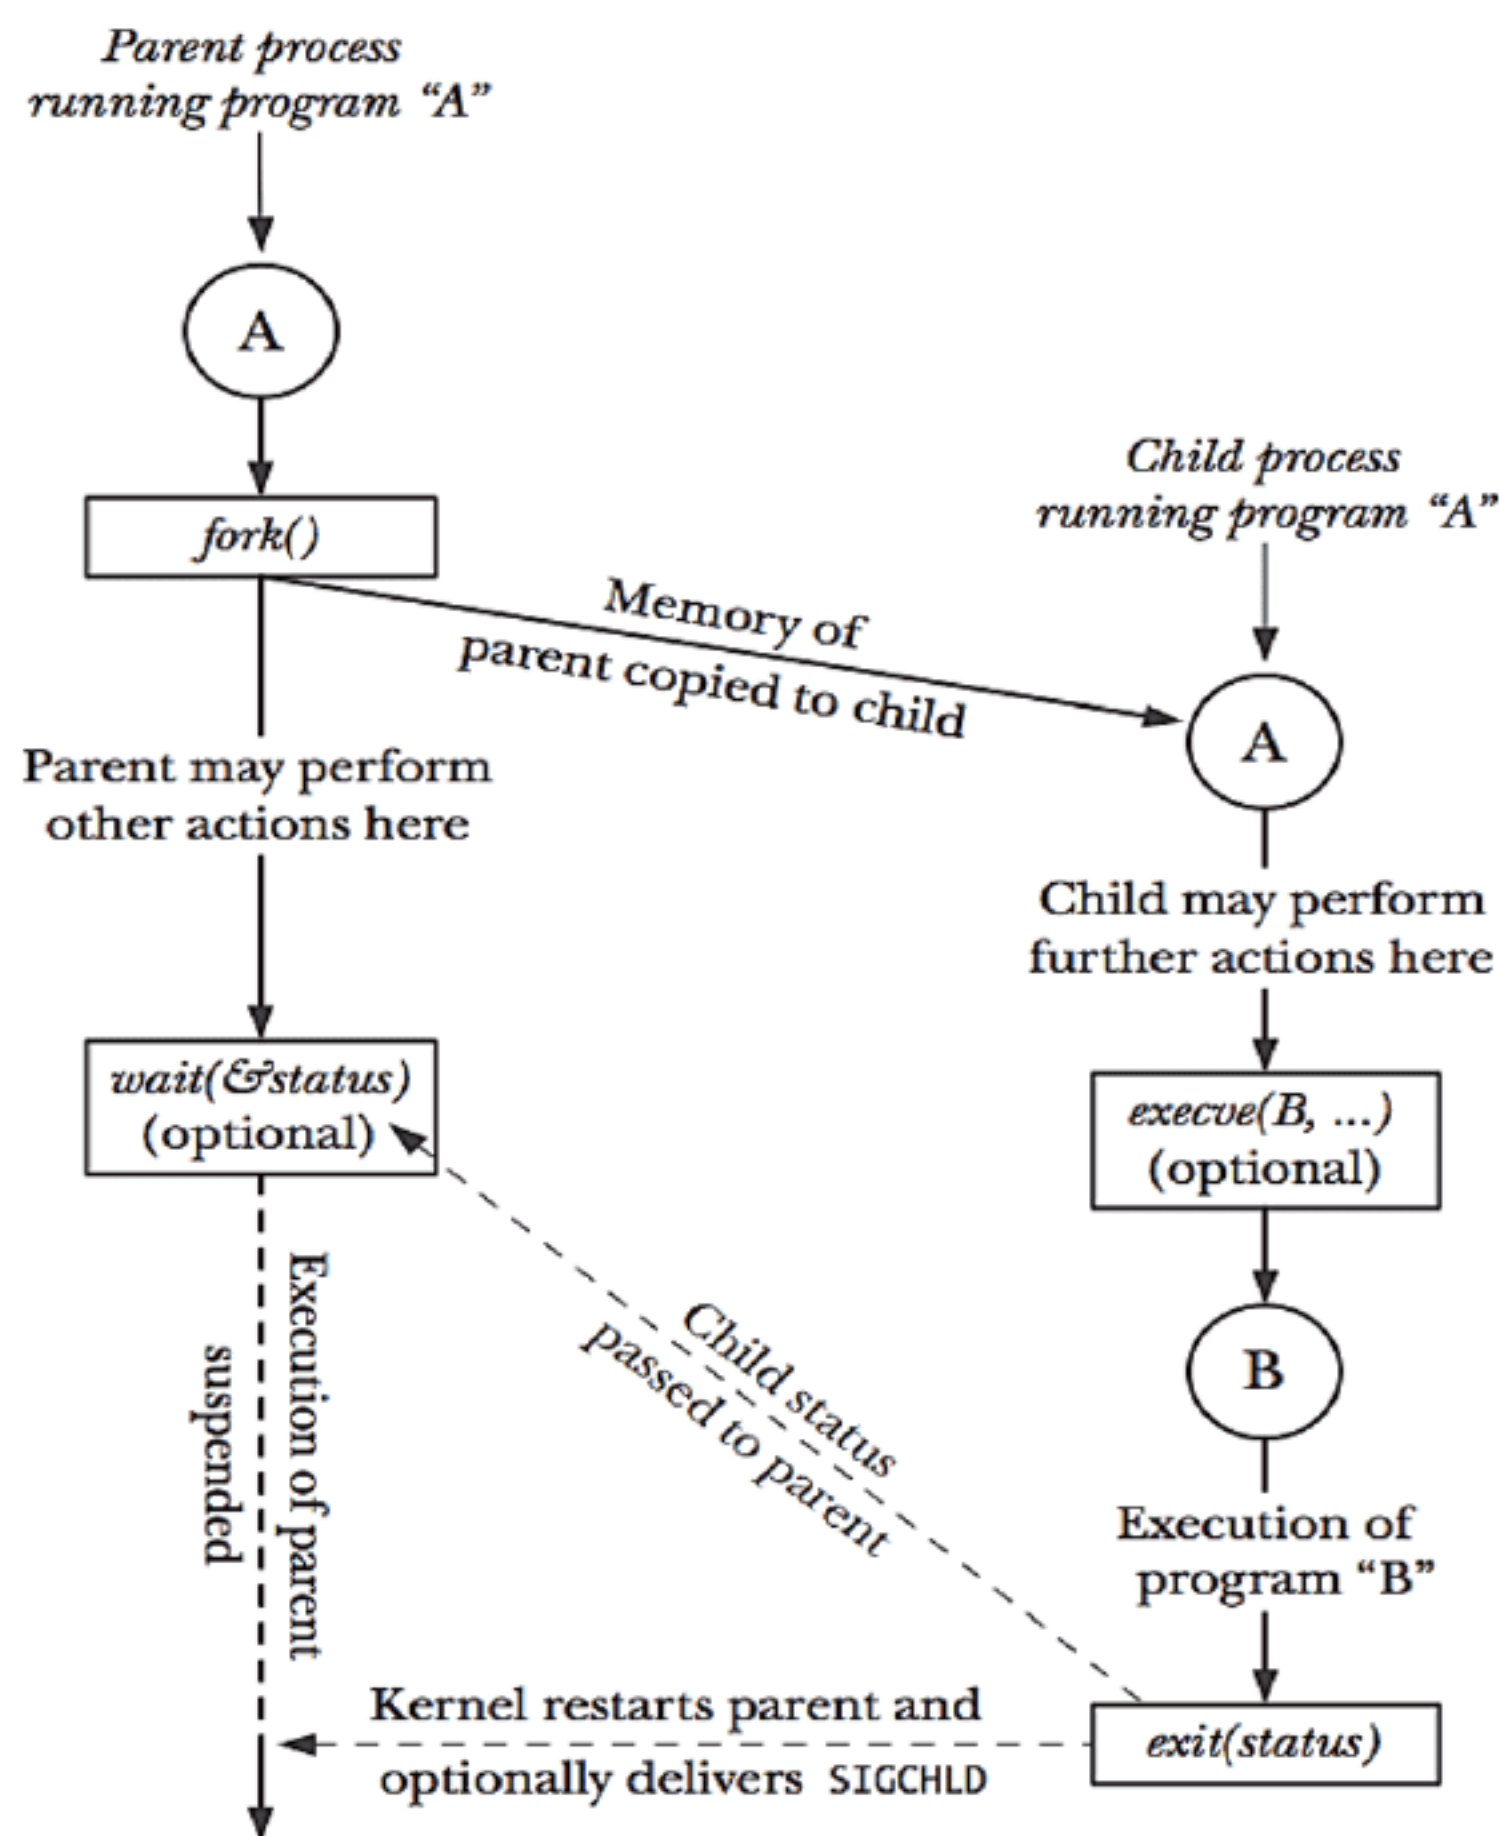 Parent process
running program “A”
A
fork()
Memory of
parent copied to child
Child process
running program “A”
A
Parent may perform
other actions here
Child may perform
further actions here
wait(&status)
(optional)
execve(B, ...)
(optional)
B
Execution of parent
suspended
Child status
passed to parent
Execution of
program “B”
Kernel restarts parent and
optionally delivers SIGCHLD
exit(status)